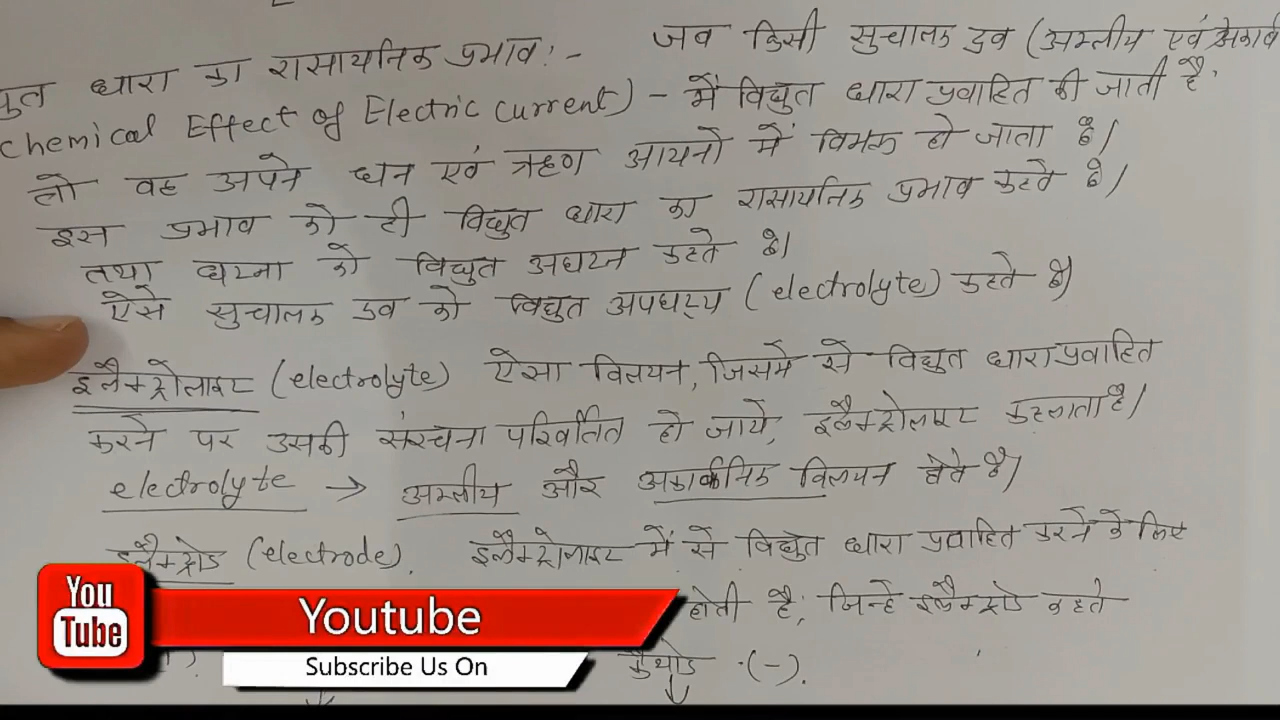 धारा का रासायनिक प्रभाव:- जब किसी सुचालक द्रव (अम्लीय एवं
Chemical Effect of Electric current) - में विद्युत धारा प्रवाहित की जाती है
तो वह अपने धन एवं ऋण आयनो में विभक्त हो जाता है।
इस प्रभाव को ही विद्युत धारा का रासायनिक प्रभाव कहते है।
तथा घटना को विद्युत अघटन कहते है।
ऐसे सुचालक द्रव को विद्युत अपघट्य (electrolyte) कहते है।
इलैक्ट्रोलाइट (electrolyte) ऐसा विलयन, जिसमे से विद्युत धारा प्रवाहित
करने पर उसकी संरचना परिवर्तित हो जाये, इलैक्ट्रोलाइट कहलाता है।
electrolyte → अम्लीय और अकार्बनिक विलयन होते है।
इलैक्ट्रोड (electrode). इलैक्ट्रोलाइट में से विद्युत धारा प्रवाहित करने के लिए
होती है, जिन्हे इलैक्ट्रोड कहते
कैथोड (-).
You
Tube
Youtube
Subscribe Us On